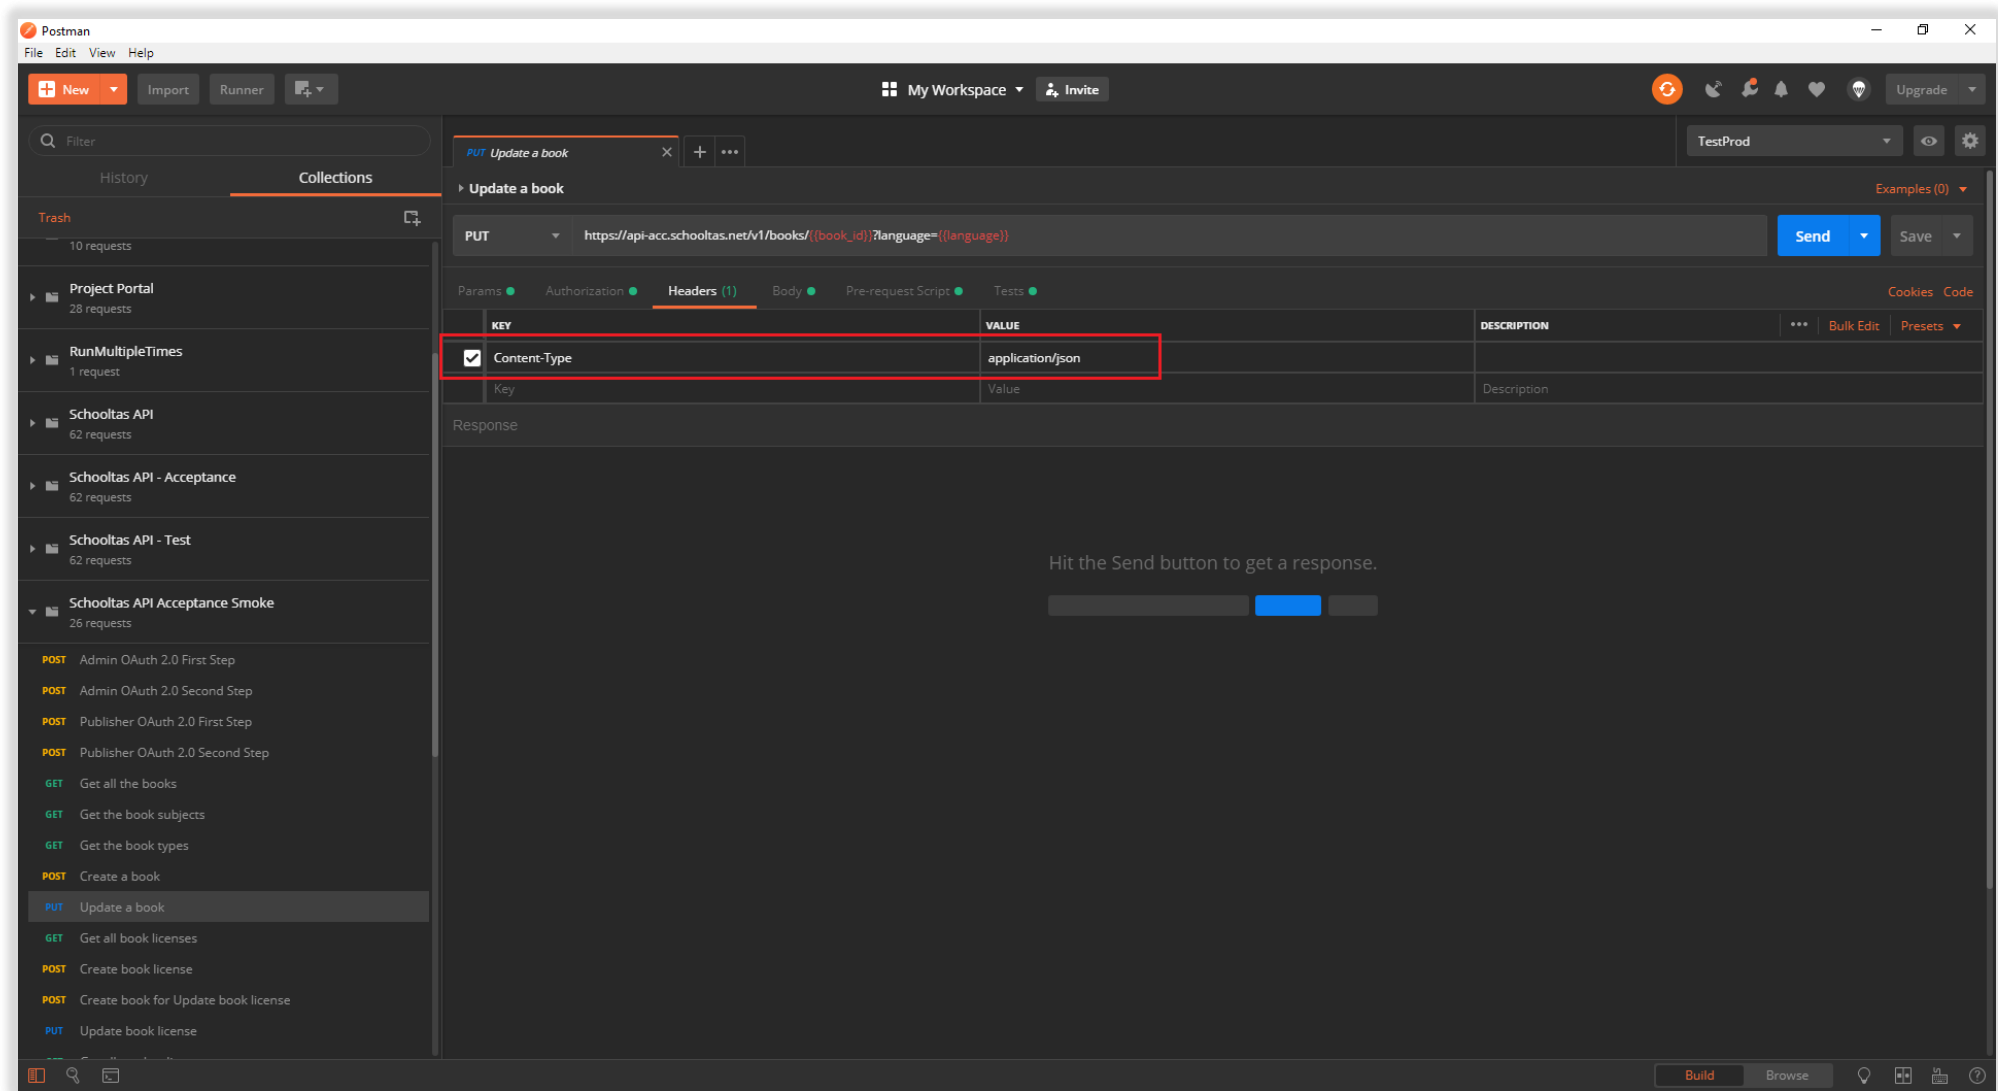 Postman
File Edit View Help
New Import Runner My Workspace Invite Upgrade
Filter
History Collections
Trash
10 requests
Project Portal
28 requests
RunMultipleTimes
1 request
Schooltas API
62 requests
Schooltas API - Acceptance
62 requests
Schooltas API - Test
62 requests
Schooltas API Acceptance Smoke
26 requests
POST Admin OAuth 2.0 First Step
POST Admin OAuth 2.0 Second Step
POST Publisher OAuth 2.0 First Step
POST Publisher OAuth 2.0 Second Step
GET Get all the books
GET Get the book subjects
GET Get the book types
POST Create a book
PUT Update a book
GET Get all book licenses
POST Create book license
POST Create book for Update book license
PUT Update book license
PUT Update a book
TestProd
Update a book
Examples (0)
PUT https://api-acc.schooltas.net/v1/books/{{book_id}}?language={{language}} Send Save
Params Authorization Headers (1) Body Pre-request Script Tests Cookies Code
KEY VALUE DESCRIPTION Bulk Edit Presets
Content-Type application/json
Key Value Description
Response
Hit the Send button to get a response.
Build Browse